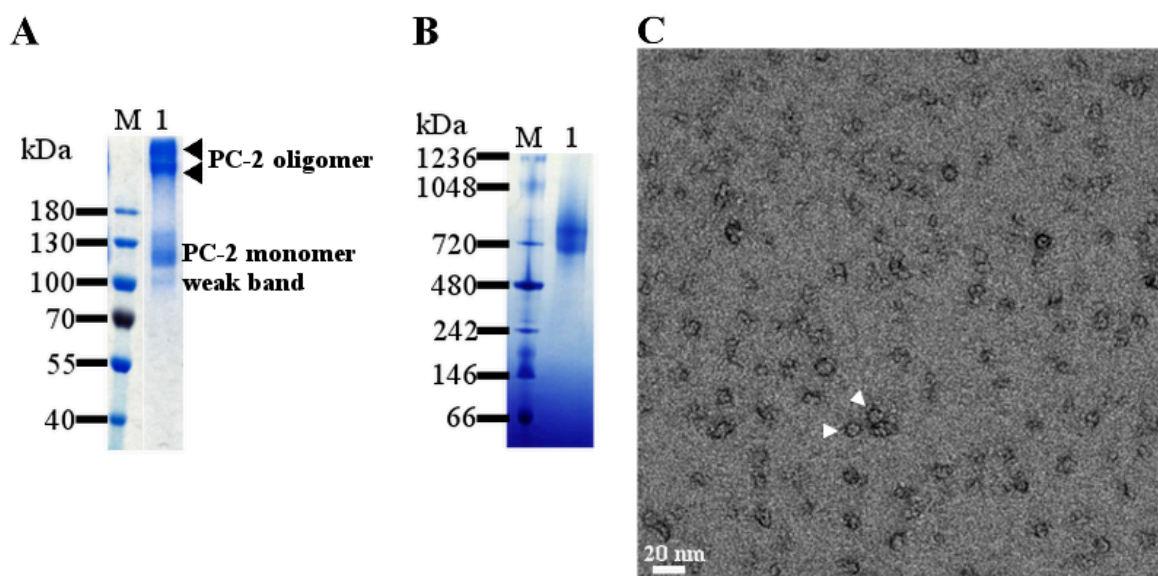 A
B
C
M 1
kDa
PC-2 oligomer
180
130
PC-2 monomer
100
weak band
70
55
40
kDa
M 1
1236
1048
720
480
242
146
66
20 nm